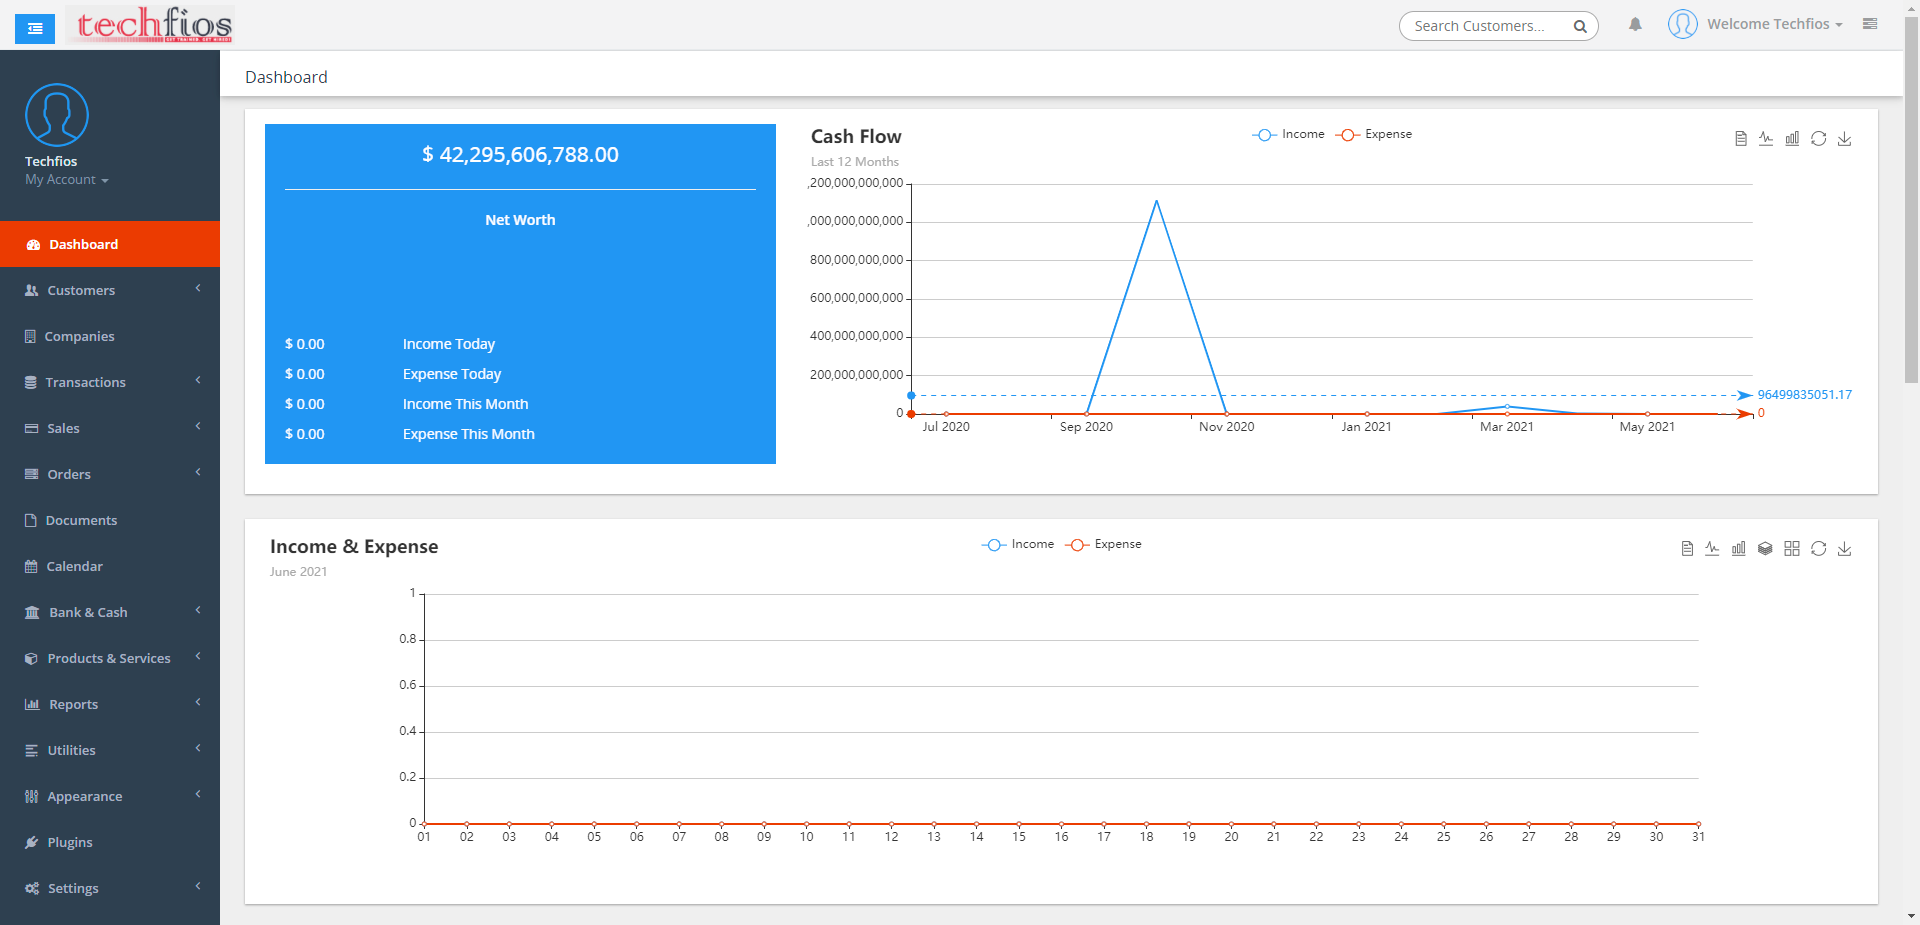 techfios
GET TRAINED. GET HIRED!
Search Customers...
Welcome Techfios
Techfios
My Account
Dashboard
Customers
Companies
Transactions
Sales
Orders
Documents
Calendar
Bank & Cash
Products & Services
Reports
Utilities
Appearance
Plugins
Settings
Dashboard
$ 42,295,606,788.00
Net Worth
$ 0.00 Income Today
$ 0.00 Expense Today
$ 0.00 Income This Month
$ 0.00 Expense This Month
Cash Flow
Last 12 Months
Income Expense
,200,000,000,000
,000,000,000,000
800,000,000,000
600,000,000,000
400,000,000,000
200,000,000,000
0
96499835051.17
0
Jul 2020 Sep 2020 Nov 2020 Jan 2021 Mar 2021 May 2021
Income & Expense
June 2021
Income Expense
1
0.8
0.6
0.4
0.2
0
01 02 03 04 05 06 07 08 09 10 11 12 13 14 15 16 17 18 19 20 21 22 23 24 25 26 27 28 29 30 31